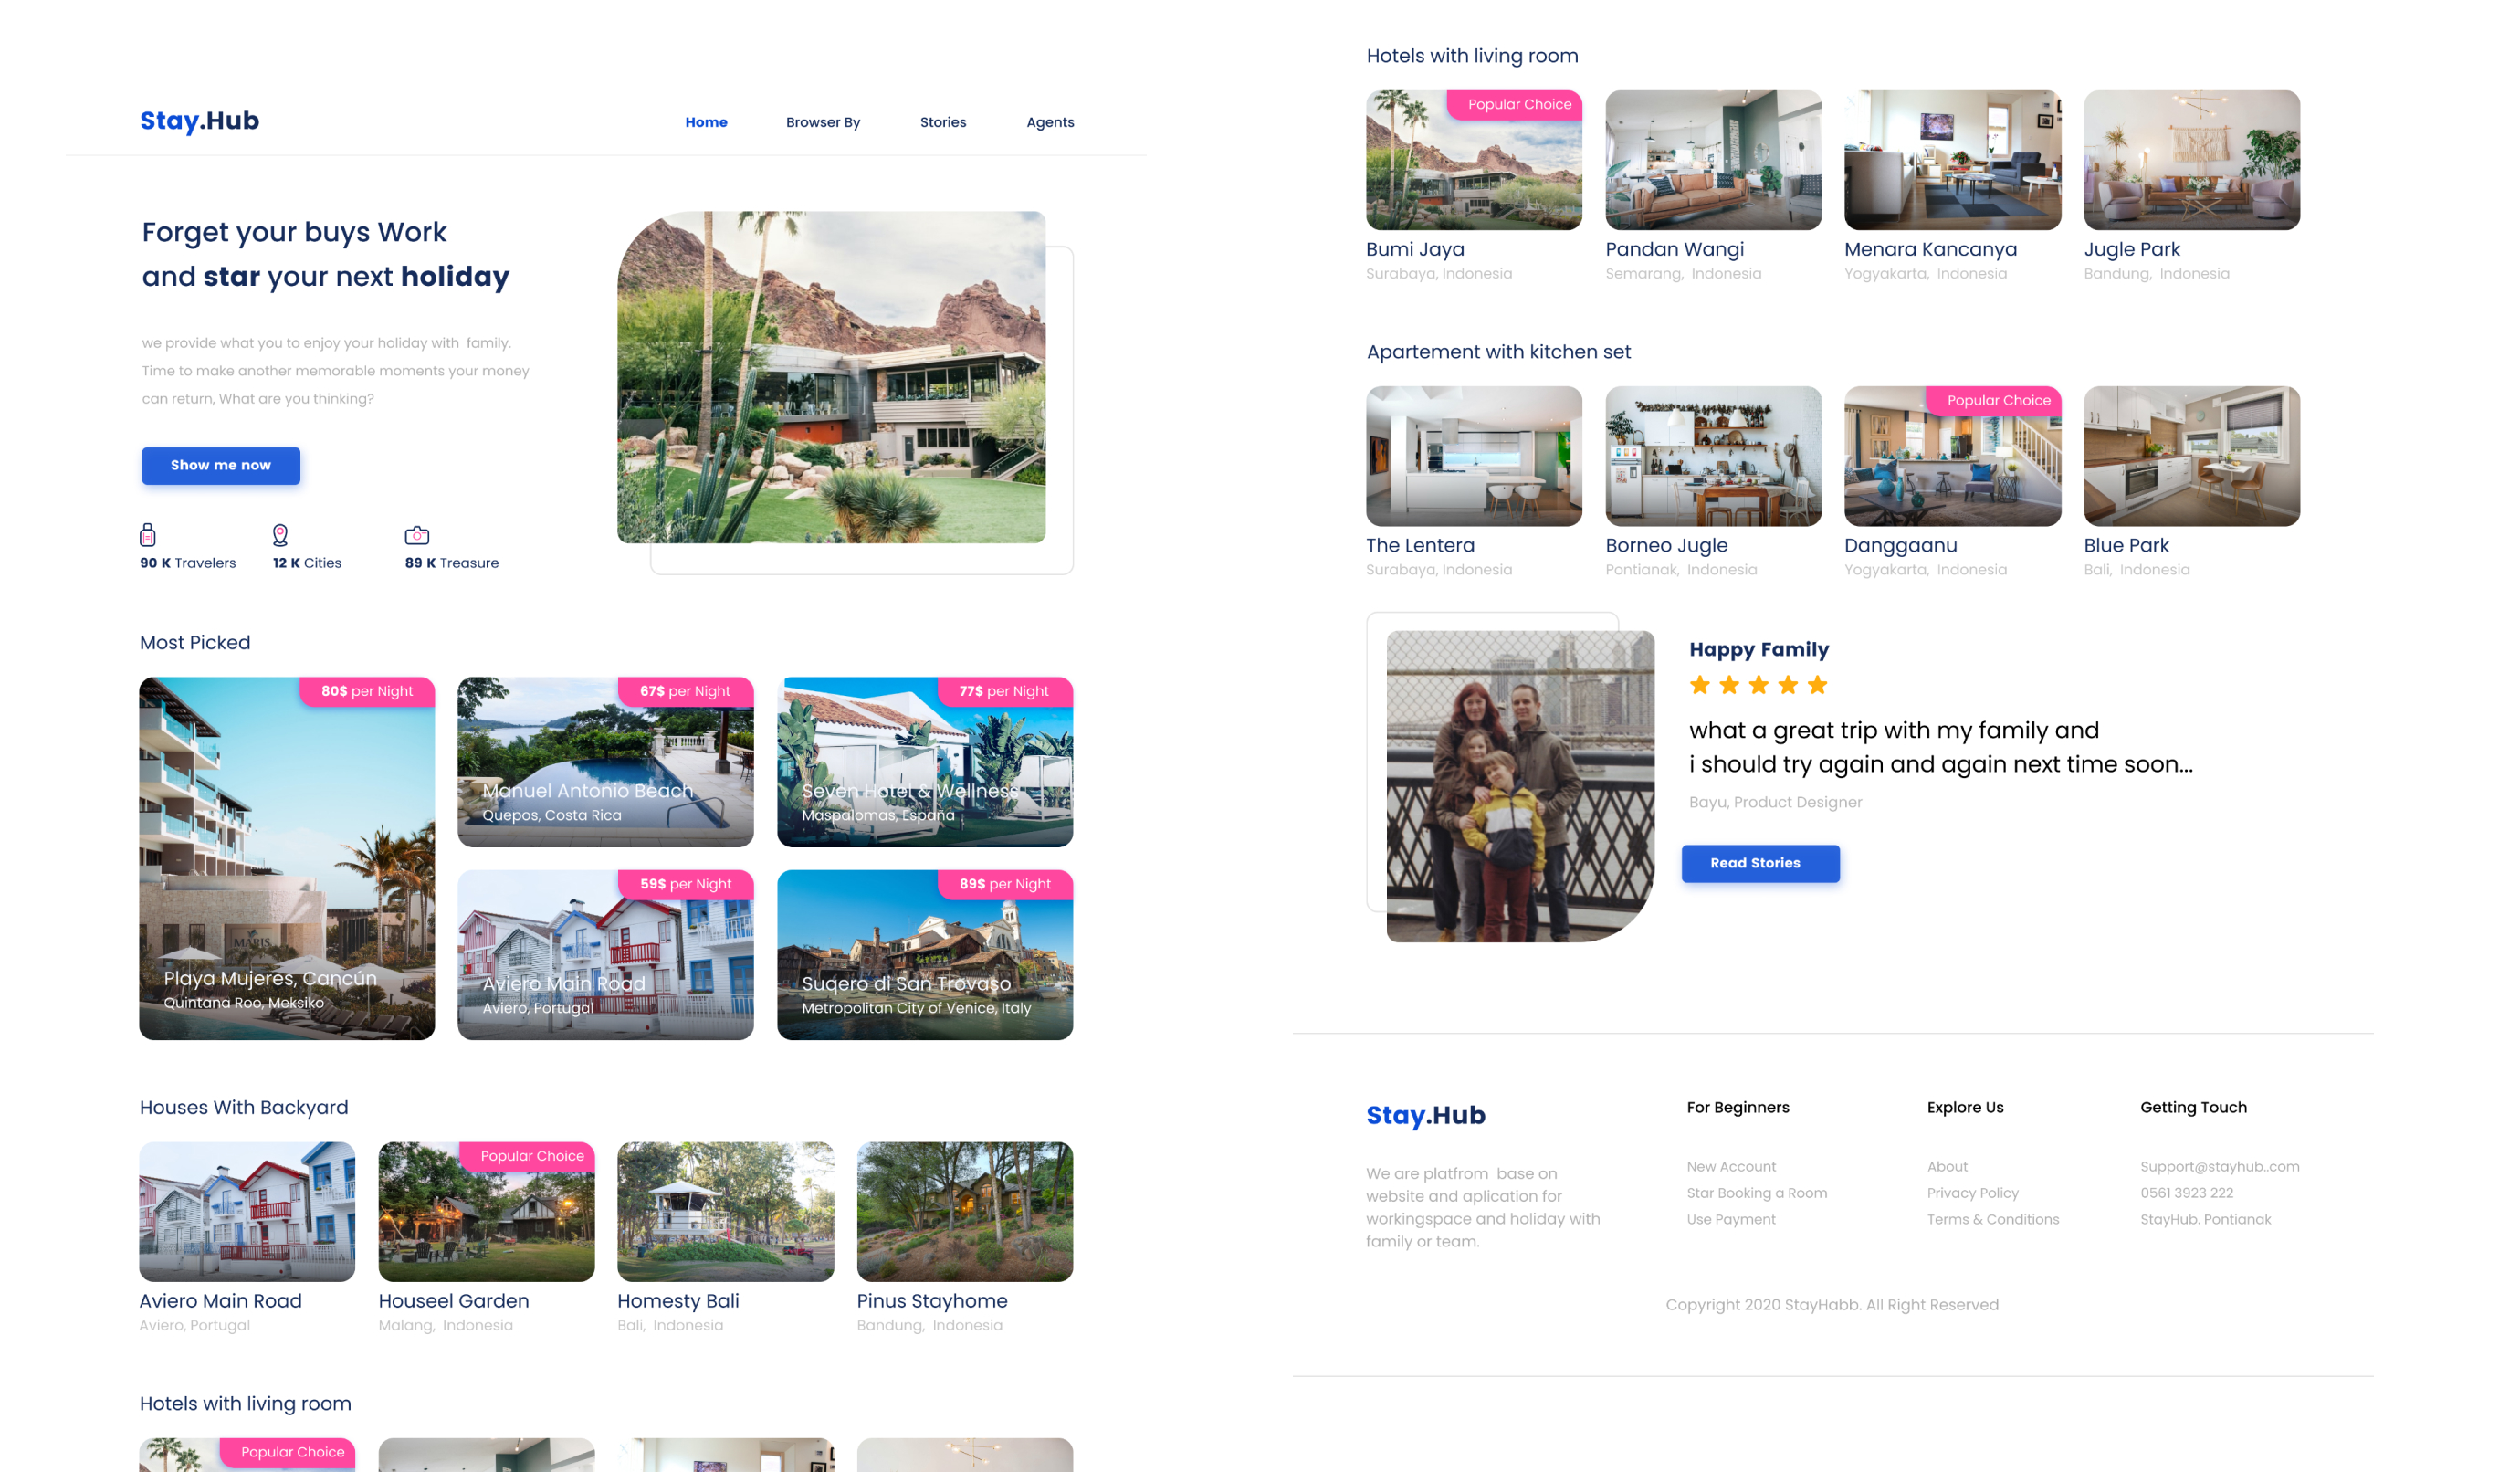 Stay.Hub
Home Browser By Stories Agents
Forget your buys Work
and star your next holiday
we provide what you to enjoy your holiday with family.
Time to make another memorable moments your money
can return, What are you thinking?
Show me now
90 K Travelers 12 K Cities 89 K Treasure
Most Picked
80$ per Night
MARIS
Playa Mujeres, Cancún
Quintana Roo, Meksiko
67$ per Night
Manuel Antonio Beach
Quepos, Costa Rica
77$ per Night
Seven Hotel & Wellness
Maspalomas, España
59$ per Night
Aviero Main Road
Aviero, Portugal
89$ per Night
Suqero di San Trovaso
Metropolitan City of Venice, Italy
Houses With Backyard
Popular Choice
Aviero Main Road
Aviero, Portugal
Houseel Garden
Malang, Indonesia
Homesty Bali
Bali, Indonesia
Pinus Stayhome
Bandung, Indonesia
Hotels with living room
Popular Choice
Hotels with living room
Popular Choice
Bumi Jaya
Surabaya, Indonesia
Pandan Wangi
Semarang, Indonesia
Menara Kancanya
Yogyakarta, Indonesia
Jugle Park
Bandung, Indonesia
Apartement with kitchen set
Popular Choice
The Lentera
Surabaya, Indonesia
Borneo Jugle
Pontianak, Indonesia
Danggaanu
Yogyakarta, Indonesia
Blue Park
Bali, Indonesia
Happy Family
what a great trip with my family and
i should try again and again next time soon...
Bayu, Product Designer
Read Stories
Stay.Hub
We are platfrom base on
website and aplication for
workingspace and holiday with
family or team.
For Beginners
New Account
Star Booking a Room
Use Payment
Explore Us
About
Privacy Policy
Terms & Conditions
Getting Touch
Support@stayhub..com
0561 3923 222
StayHub. Pontianak
Copyright 2020 StayHabb. All Right Reserved